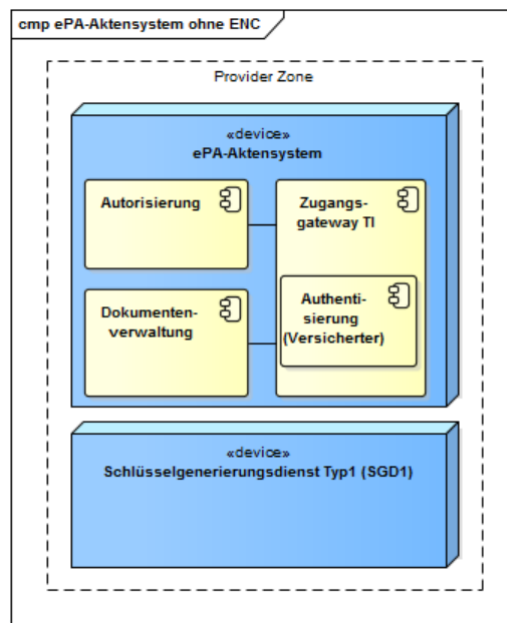 cmp ePA-Aktensystem ohne ENC
Provider Zone
«device»
ePA-Aktensystem
Autorisierung
Zugangs-
gateway TI
Dokumenten-
verwaltung
Authenti-
sierung
(Versicherter)
«device»
Schlüsselgenerierungsdienst Typ1 (SGD1)